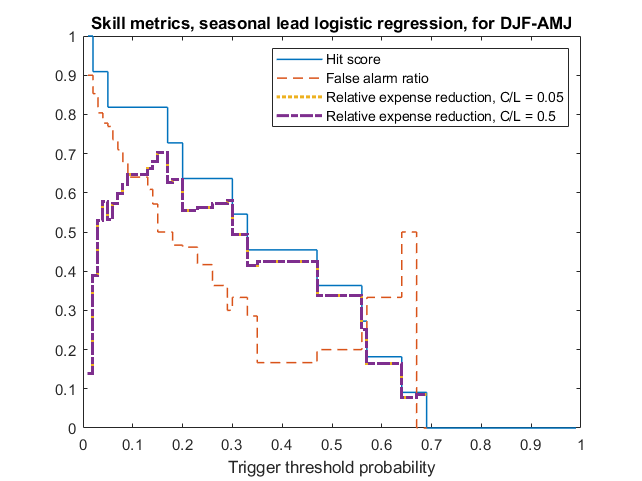 Skill metrics, seasonal lead logistic regression, for DJF-AMJ
Hit score
False alarm ratio
Relative expense reduction, C/L = 0.05
Relative expense reduction, C/L = 0.5
1
0.9
0.8
0.7
0.6
0.5
0.4
0.3
0.2
0.1
0
0 0.1 0.2 0.3 0.4 0.5 0.6 0.7 0.8 0.9 1
Trigger threshold probability